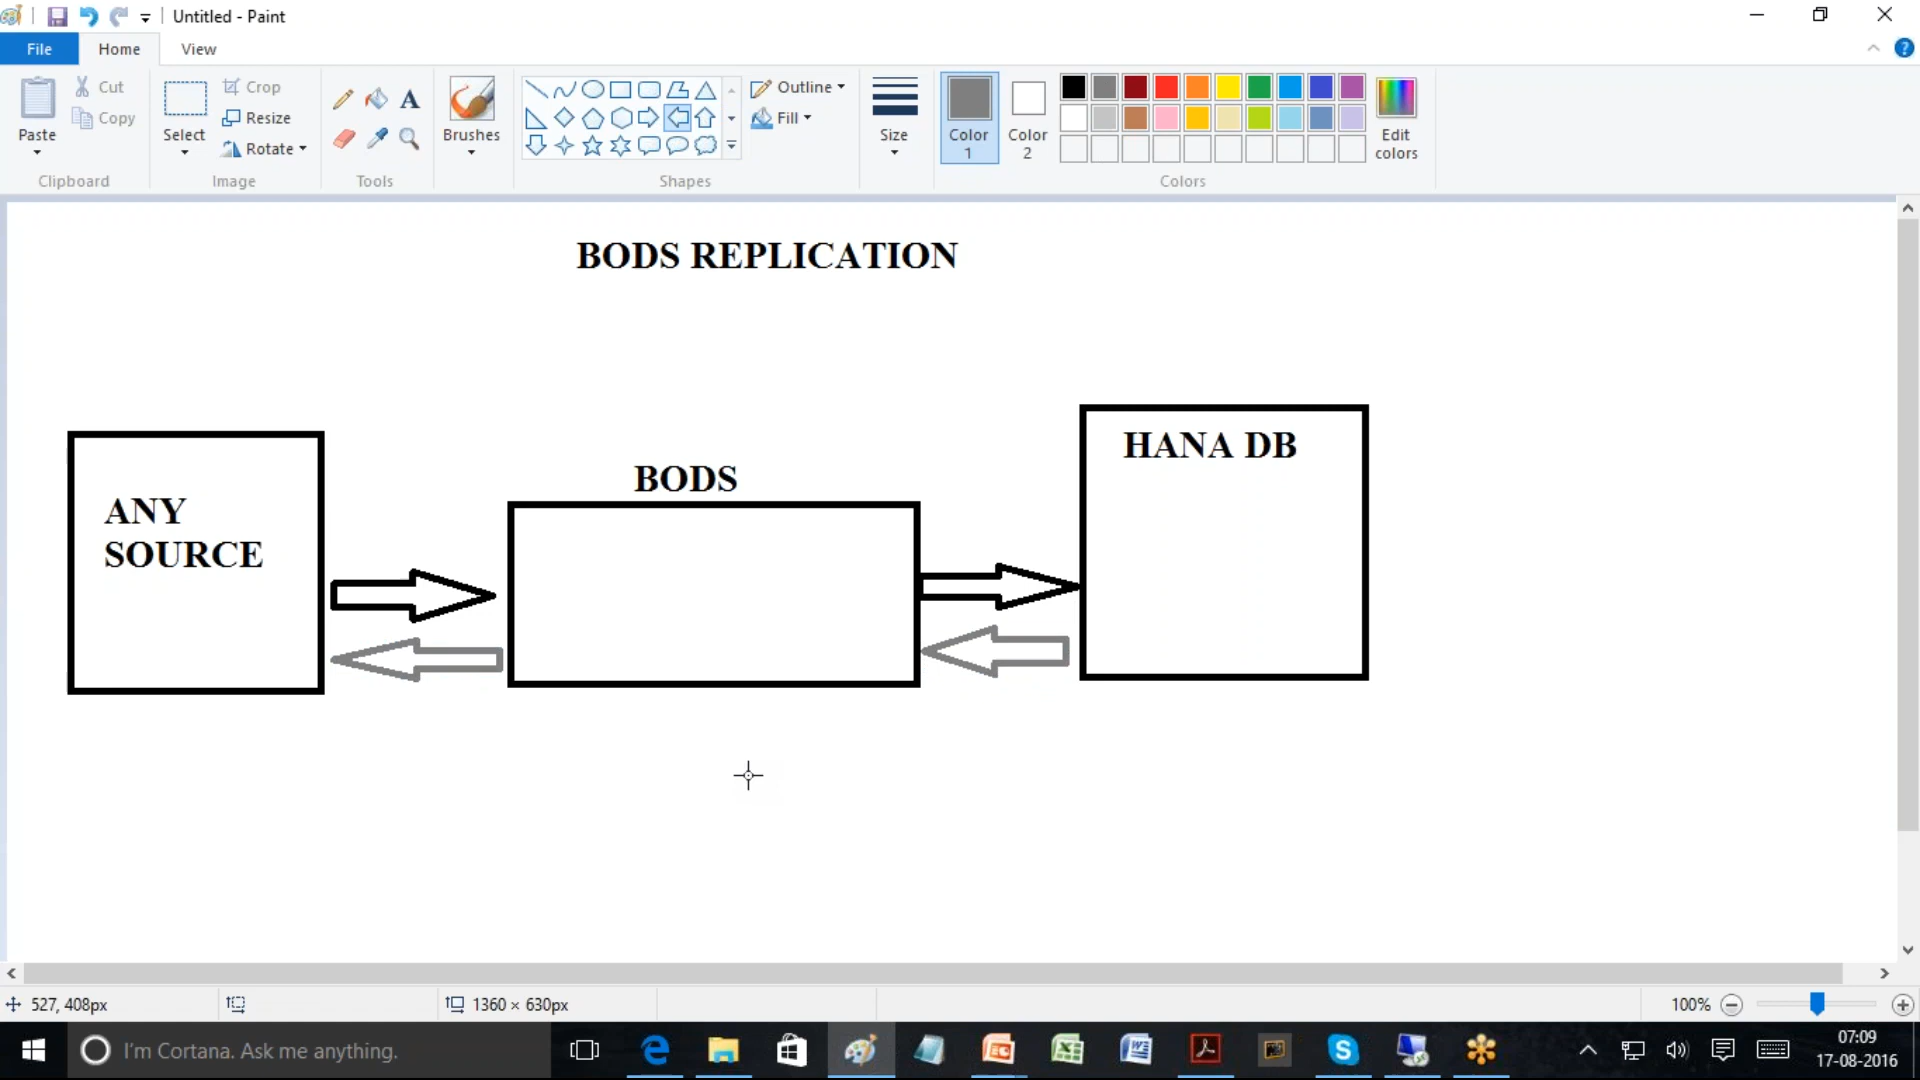 Untitled - Paint
File Home View
Paste
Cut
Copy
Clipboard
Select
Crop
Resize
Rotate
Image
A
Tools
Brushes
Outline
Fill
Shapes
Size
Color 1
Color 2
Edit colors
Colors
BODS REPLICATION
ANY
SOURCE
BODS
HANA DB
527, 408px
1360 × 630px
100%
I'm Cortana. Ask me anything.
07:09
17-08-2016